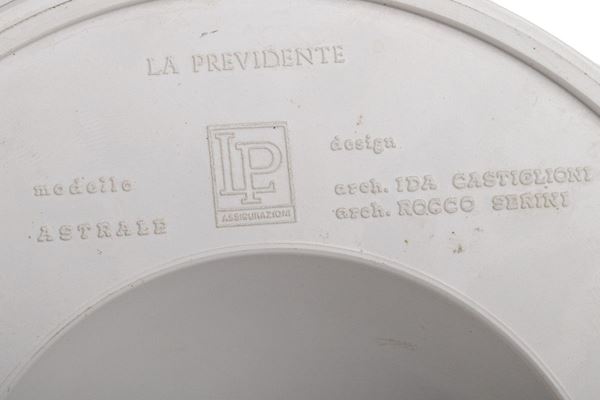 LA PREVIDENTE
LP
ASSICURAZIONI
modello
ASTRALE
design
arch. IDA CASTIGLIONI
arch. ROCCO SERINI